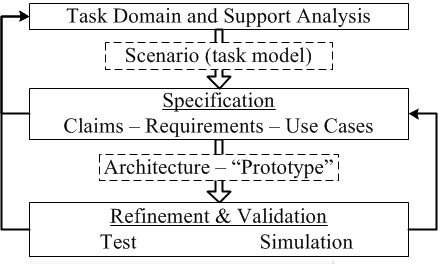 Task Domain and Support Analysis
Scenario (task model)
Specification
Claims – Requirements – Use Cases
Architecture – “Prototype”
Refinement & Validation
Test Simulation